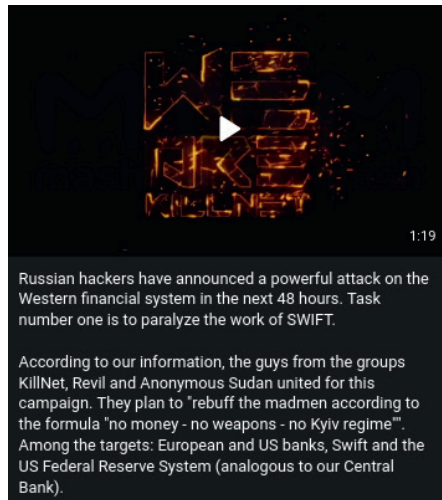 WE
ARE
KILLNET
1:19
Russian hackers have announced a powerful attack on the
Western financial system in the next 48 hours. Task
number one is to paralyze the work of SWIFT.
According to our information, the guys from the groups
KillNet, Revil and Anonymous Sudan united for this
campaign. They plan to "rebuff the madmen according to
the formula "no money - no weapons - no Kyiv regime"".
Among the targets: European and US banks, Swift and the
US Federal Reserve System (analogous to our Central
Bank).